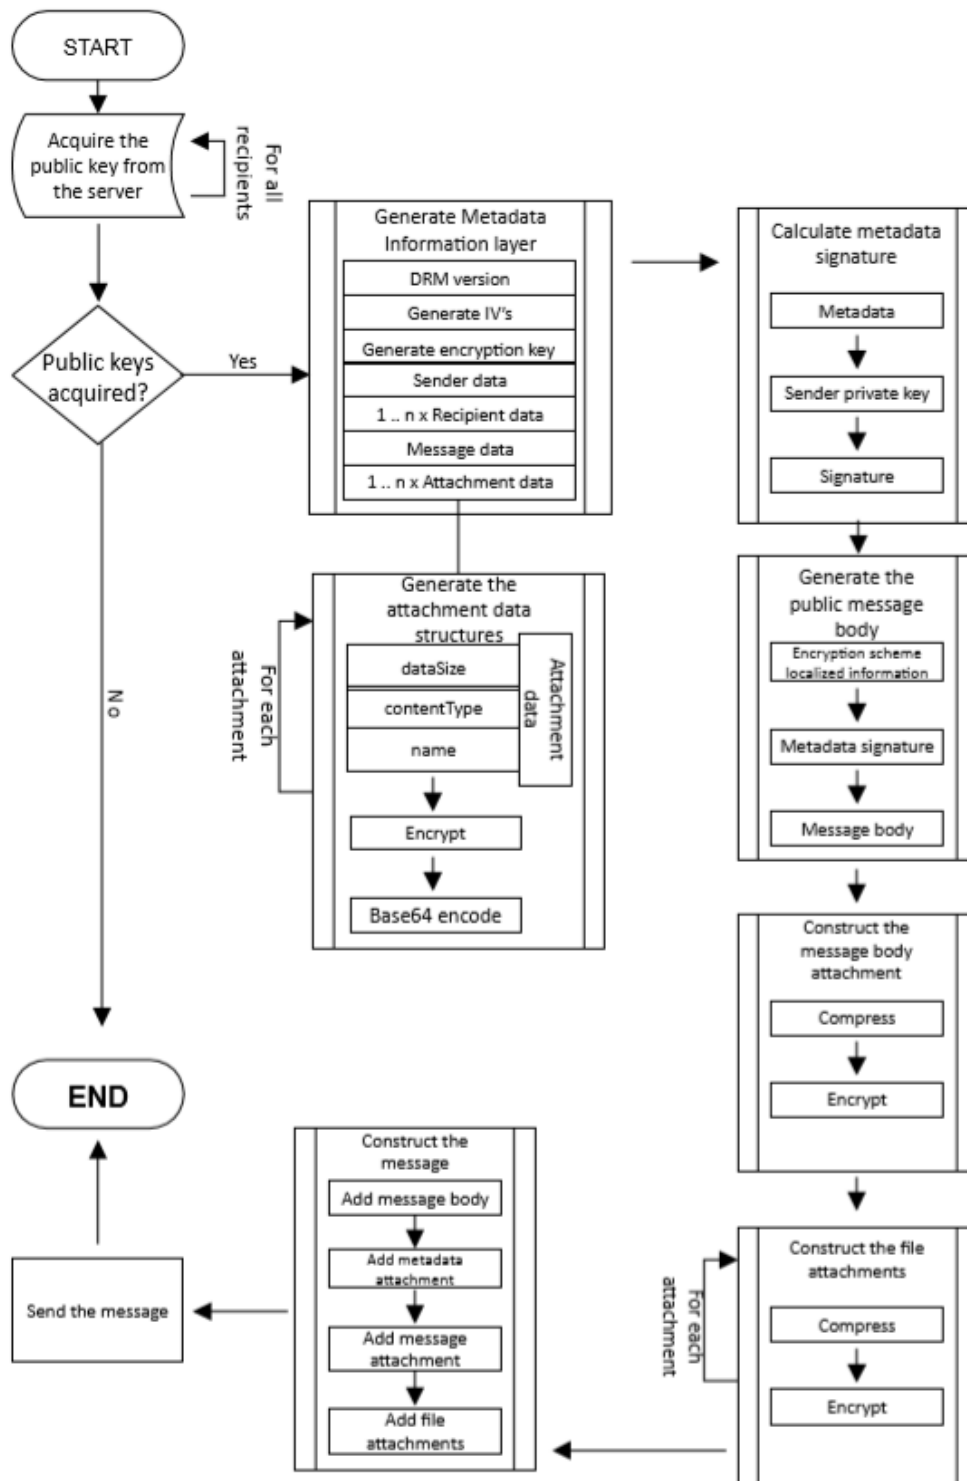 START
Acquire the
public key from
the server
For all
recipients
Public keys
acquired?
Yes
No
Generate Metadata
Information layer
DRM version
Generate IV's
Generate encryption key
Sender data
1 .. n x Recipient data
Message data
1 .. n x Attachment data
Generate the
attachment data
structures
dataSize
contentType
name
Attachment
data
Encrypt
Base64 encode
For each
attachment
Calculate metadata
signature
Metadata
Sender private key
Signature
Generate the
public message
body
Encryption scheme
localized information
Metadata signature
Message body
Construct the
message body
attachment
Compress
Encrypt
Construct the file
attachments
Compress
Encrypt
For each
attachment
Construct the
message
Add message body
Add metadata
attachment
Add message
attachment
Add file
attachments
Send the message
END